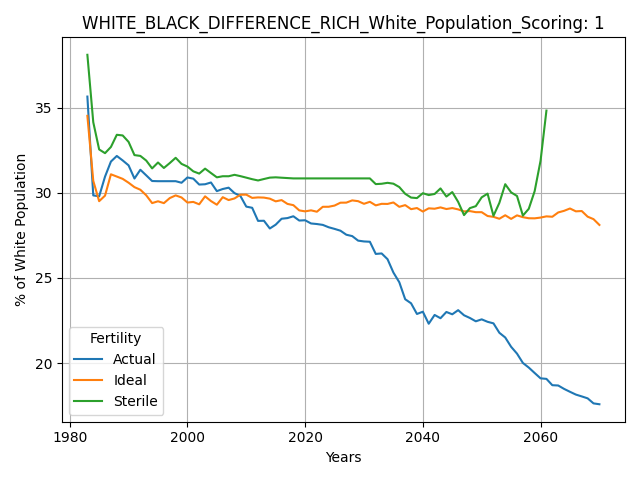 WHITE_BLACK_DIFFERENCE_RICH_White_Population_Scoring: 1
% of White Population
35
30
25
20
Fertility
Actual
Ideal
Sterile
1980
2000
2020
2040
2060
Years